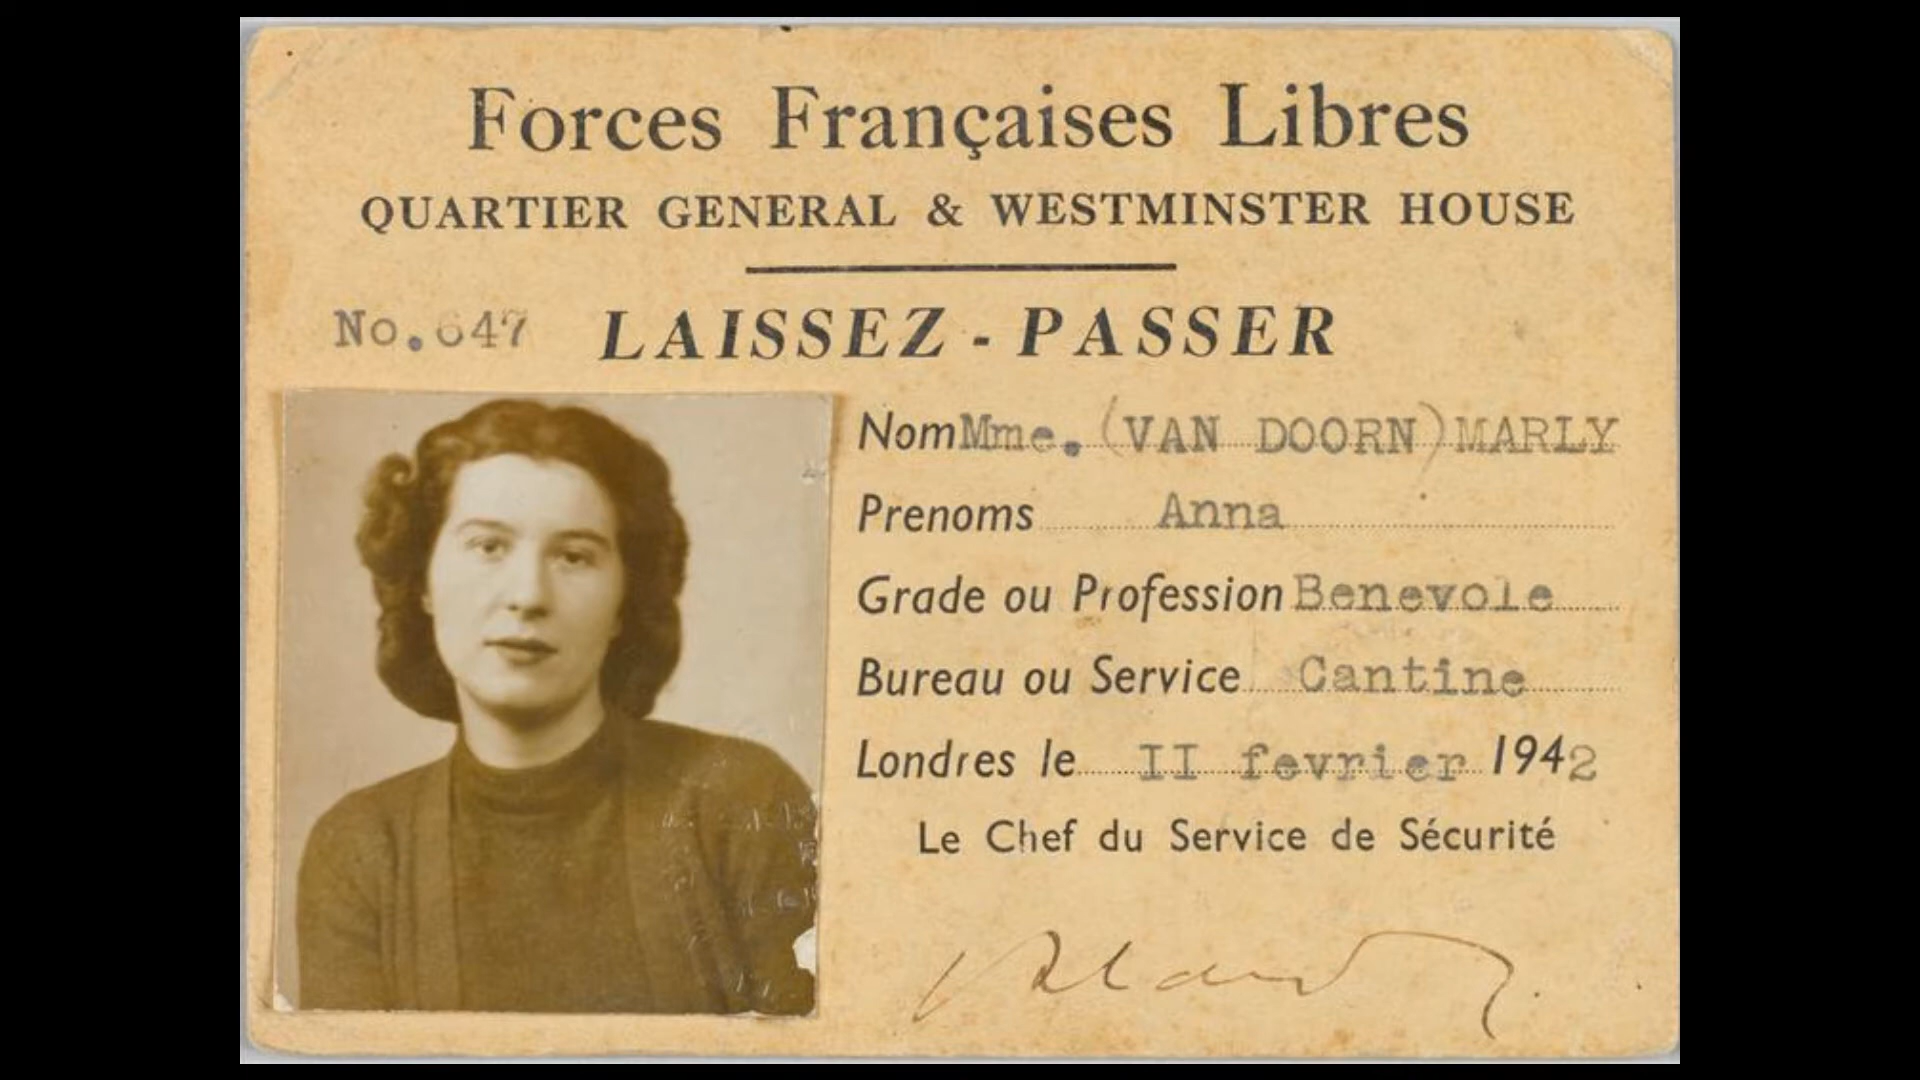 Forces Françaises Libres
QUARTIER GENERAL & WESTMINSTER HOUSE
No.647 LAISSEZ - PASSER
Nom Mme. (VAN DOORN) MARLY
Prenoms Anna
Grade ou Profession Benevole
Bureau ou Service Cantine
Londres le II fevrier 1942
Le Chef du Service de Sécurité